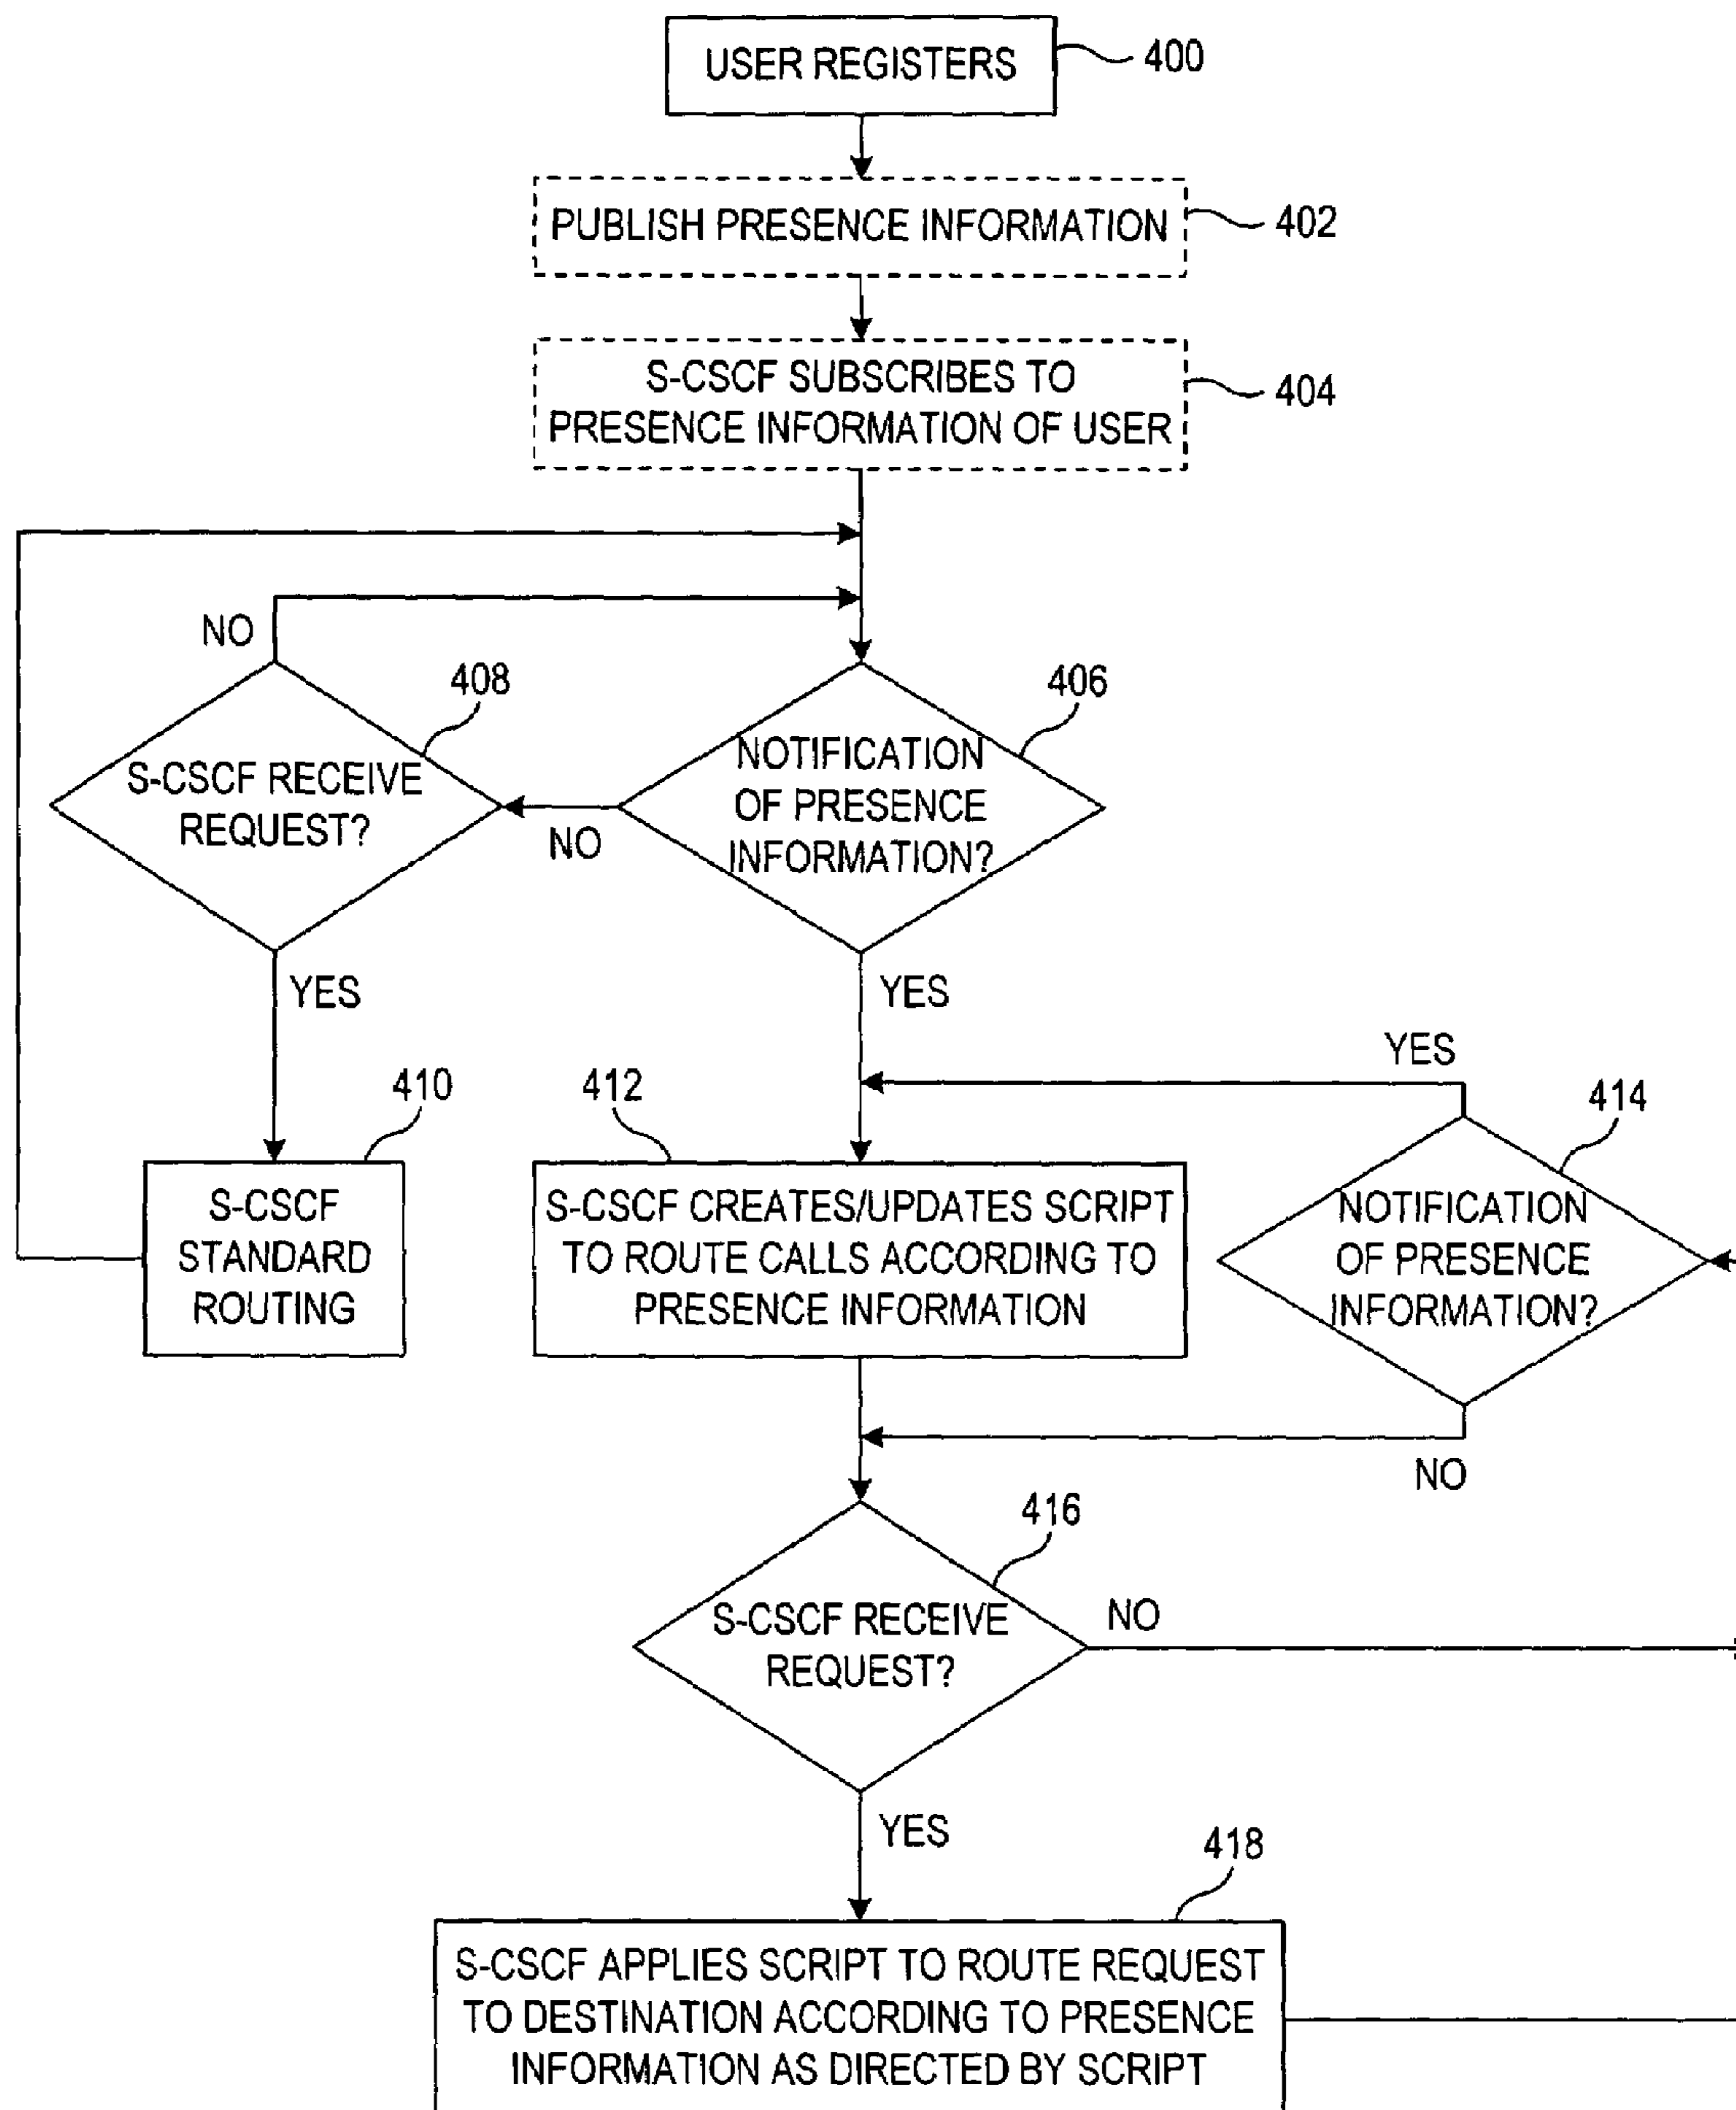 USER REGISTERS
400
PUBLISH PRESENCE INFORMATION
402
S-CSCF SUBSCRIBES TO
PRESENCE INFORMATION OF USER
404
NO
408
406
S-CSCF RECEIVE
REQUEST?
NO
NOTIFICATION
OF PRESENCE
INFORMATION?
YES
YES
YES
410
412
414
S-CSCF
STANDARD
ROUTING
S-CSCF CREATES/UPDATES SCRIPT
TO ROUTE CALLS ACCORDING TO
PRESENCE INFORMATION
NOTIFICATION
OF PRESENCE
INFORMATION?
NO
416
S-CSCF RECEIVE
REQUEST?
NO
YES
418
S-CSCF APPLIES SCRIPT TO ROUTE REQUEST
TO DESTINATION ACCORDING TO PRESENCE
INFORMATION AS DIRECTED BY SCRIPT